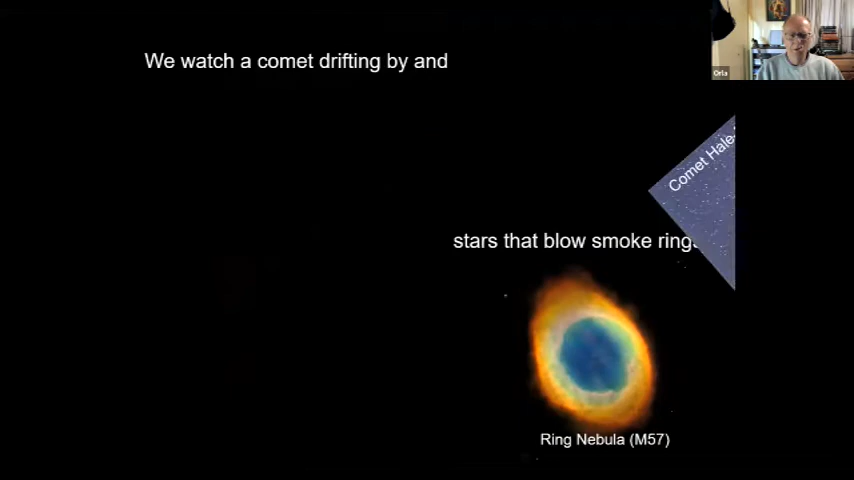 We watch a comet drifting by and
Orla
Comet Hale-
stars that blow smoke rings
Ring Nebula (M57)